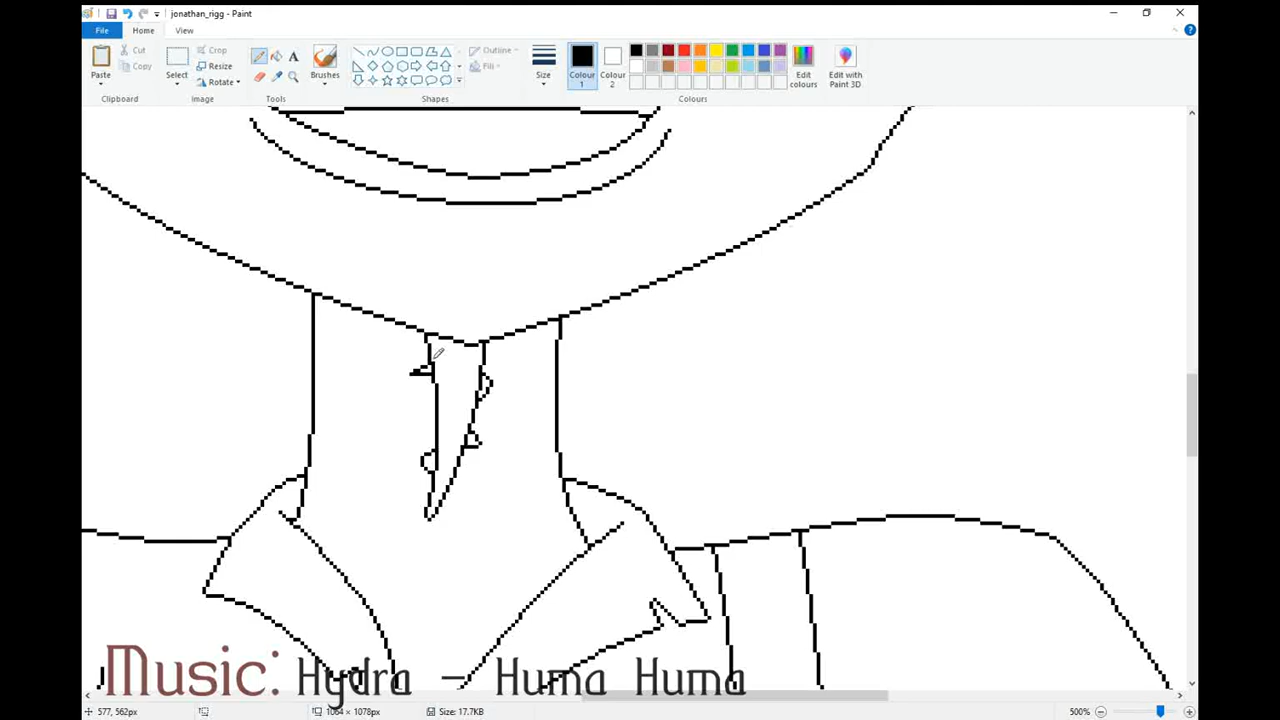 jonathan_rigg - Paint
File Home View
Paste Cut Copy Select Crop Resize Rotate A Brushes Outline Fill Size Colour 1 Colour 2 Edit colours Edit with Paint 3D
Clipboard Image Tools Shapes Colours
Music: Hydra - Huma Huma
577, 562px 1064 × 1078px Size: 17.7KB 500%